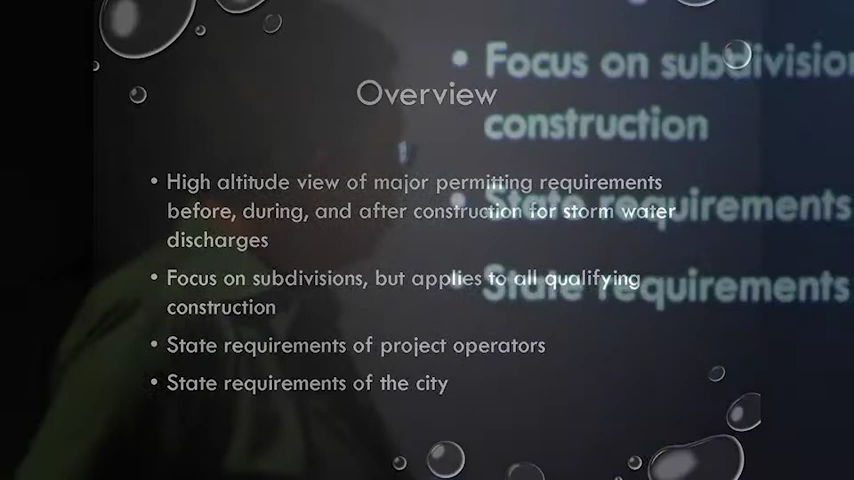 Overview
• High altitude view of major permitting requirements
before, during, and after construction for storm water
discharges
• Focus on subdivisions, but applies to all qualifying
construction
• State requirements of project operators
• State requirements of the city
• Focus on subdivision
construction
• State requirements
• State requirements